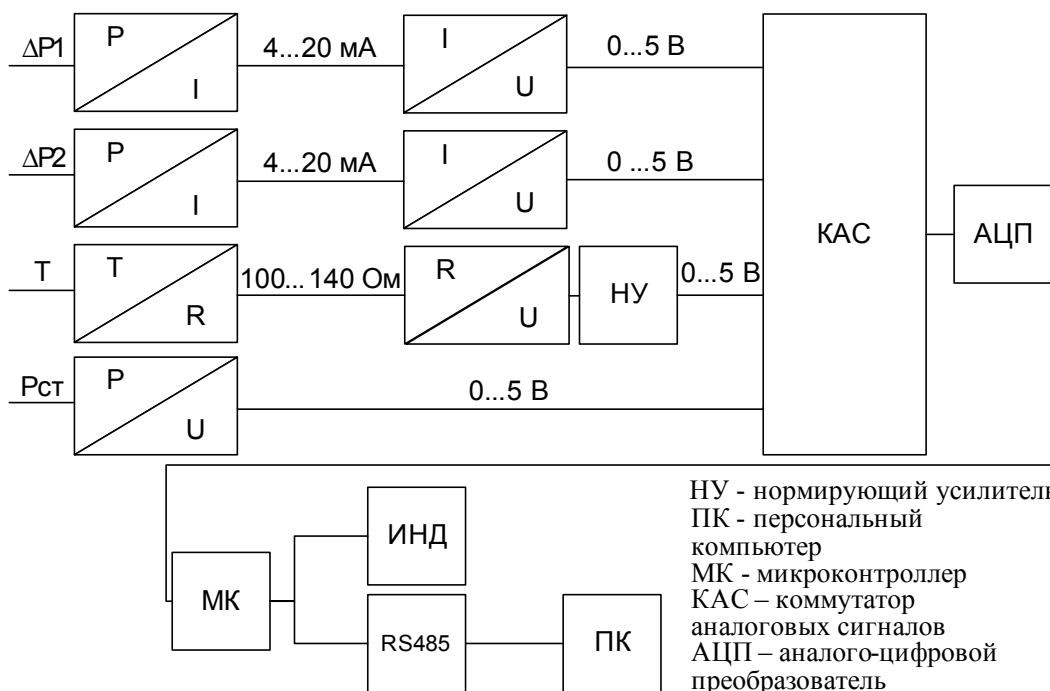 ΔP1
P
I
4...20 мА
I
U
0...5 В
ΔP2
P
I
4...20 мА
I
U
0 ...5 В
КАС
АЦП
Т
Т
R
100... 140 Ом
R
U
НУ
0...5 В
Рст
Р
U
0...5 В
МК
ИНД
RS485
ПК
НУ - нормирующий усилитель
ПК - персональный
компьютер
МК - микроконтроллер
КАС – коммутатор
аналоговых сигналов
АЦП – аналого-цифровой
преобразователь